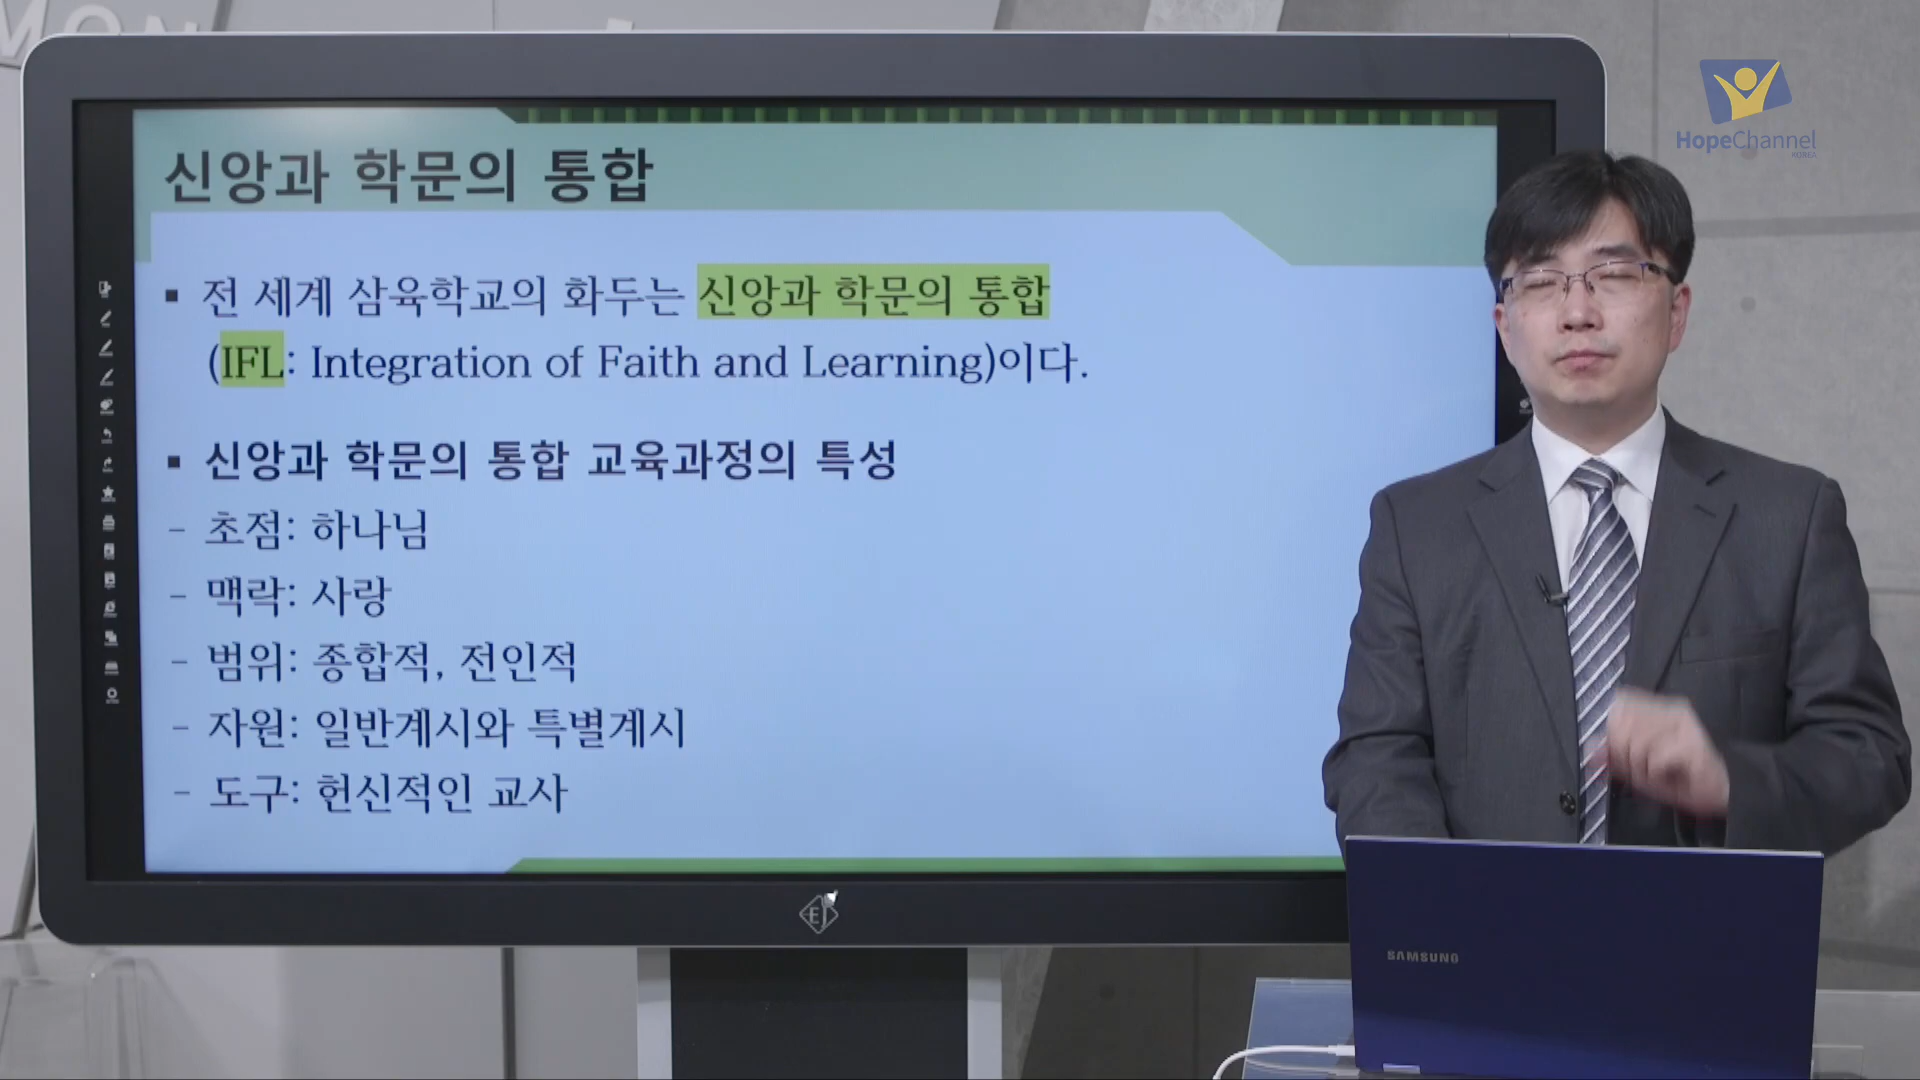 MON
HopeChannel
KOREA
신앙과 학문의 통합
▪ 전 세계 삼육학교의 화두는 신앙과 학문의 통합
(IFL: Integration of Faith and Learning)이다.
▪ 신앙과 학문의 통합 교육과정의 특성
- 초점: 하나님
- 맥락: 사랑
- 범위: 종합적, 전인적
- 자원: 일반계시와 특별계시
- 도구: 헌신적인 교사
EJ
SAMSUNG